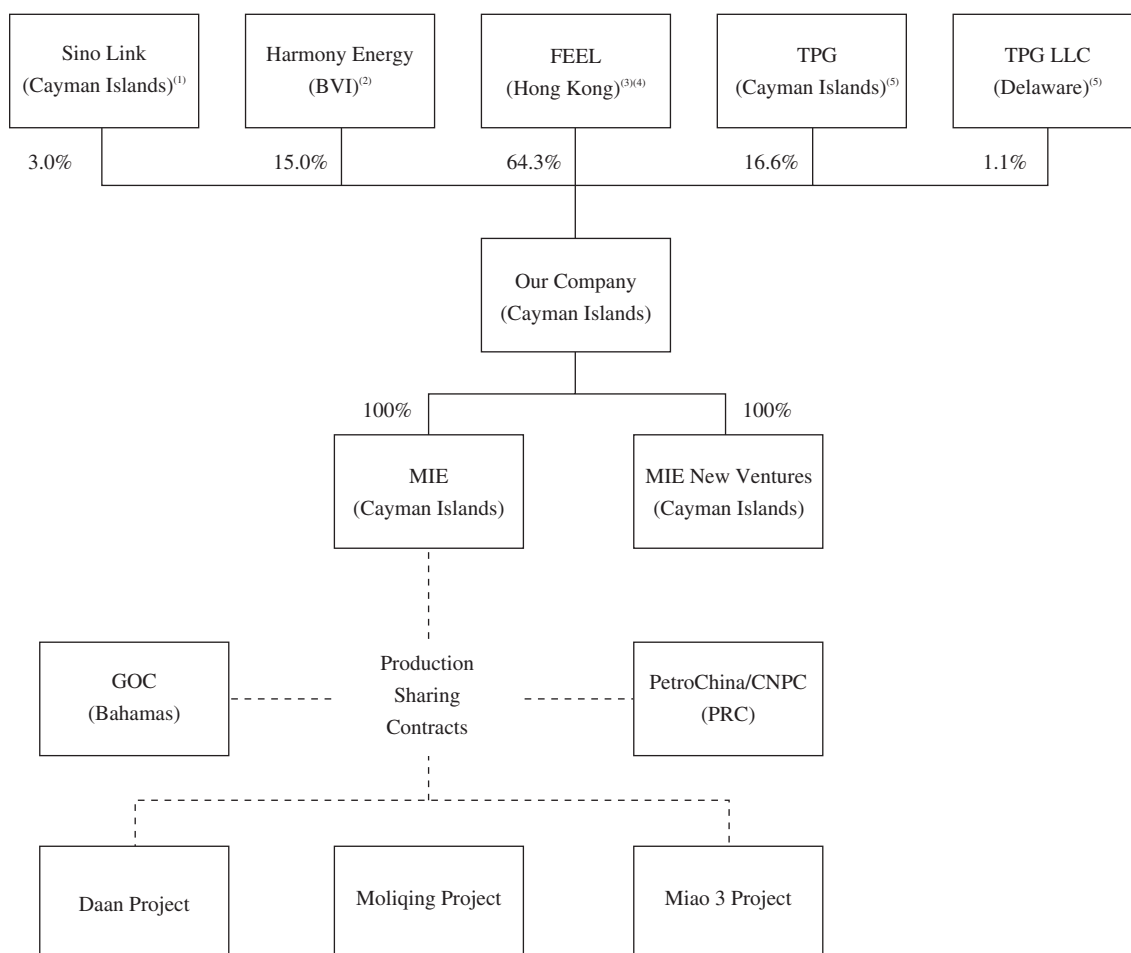 Sino Link
(Cayman Islands)(1)
Harmony Energy
(BVI)(2)
FEEL
(Hong Kong)(3)(4)
TPG
(Cayman Islands)(5)
TPG LLC
(Delaware)(5)
3.0%
15.0%
64.3%
16.6%
1.1%
Our Company
(Cayman Islands)
100%
100%
MIE
(Cayman Islands)
MIE New Ventures
(Cayman Islands)
GOC
(Bahamas)
Production
Sharing
Contracts
PetroChina/CNPC
(PRC)
Daan Project
Moliqing Project
Miao 3 Project